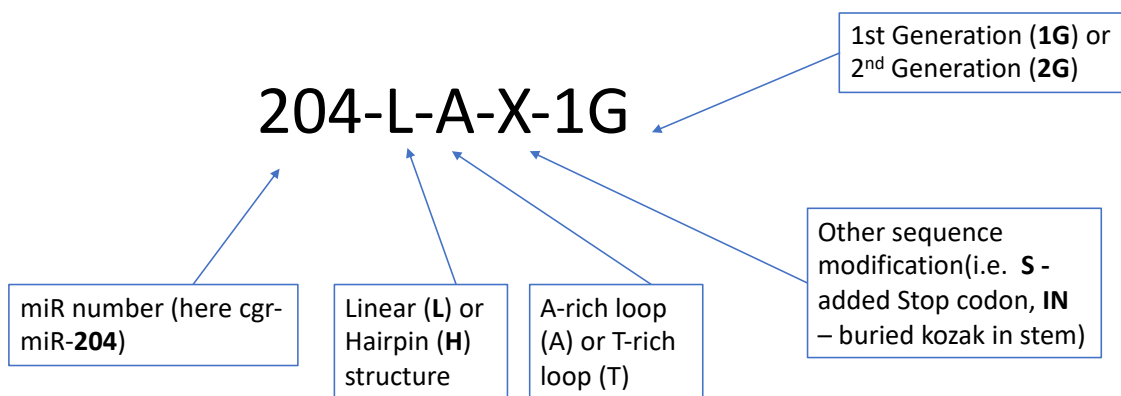 1st Generation (1G) or
2nd Generation (2G)
204-L-A-X-1G
miR number (here cgr-
miR-204)
Linear (L) or
Hairpin (H)
structure
A-rich loop
(A) or T-rich
loop (T)
Other sequence
modification(i.e.  S -
added Stop codon, IN
– buried kozak in stem)